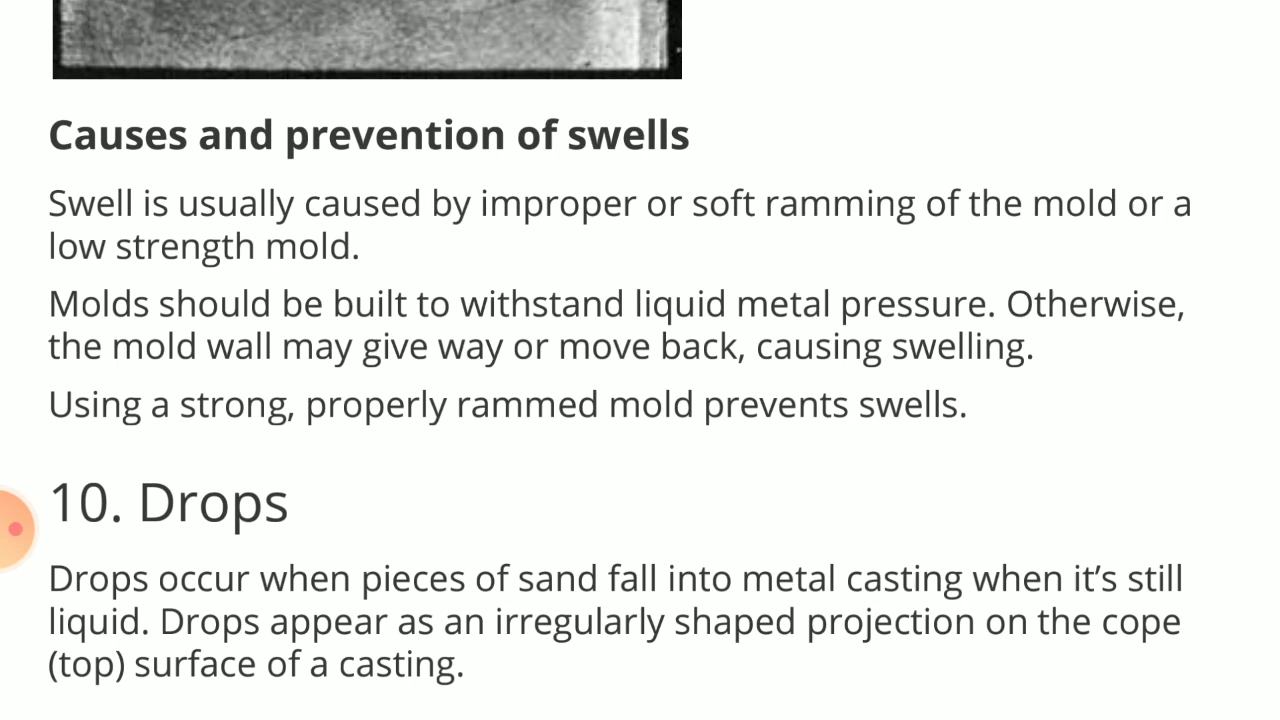 Causes and prevention of swells
Swell is usually caused by improper or soft ramming of the mold or a
low strength mold.
Molds should be built to withstand liquid metal pressure. Otherwise,
the mold wall may give way or move back, causing swelling.
Using a strong, properly rammed mold prevents swells.
10. Drops
Drops occur when pieces of sand fall into metal casting when it’s still
liquid. Drops appear as an irregularly shaped projection on the cope
(top) surface of a casting.